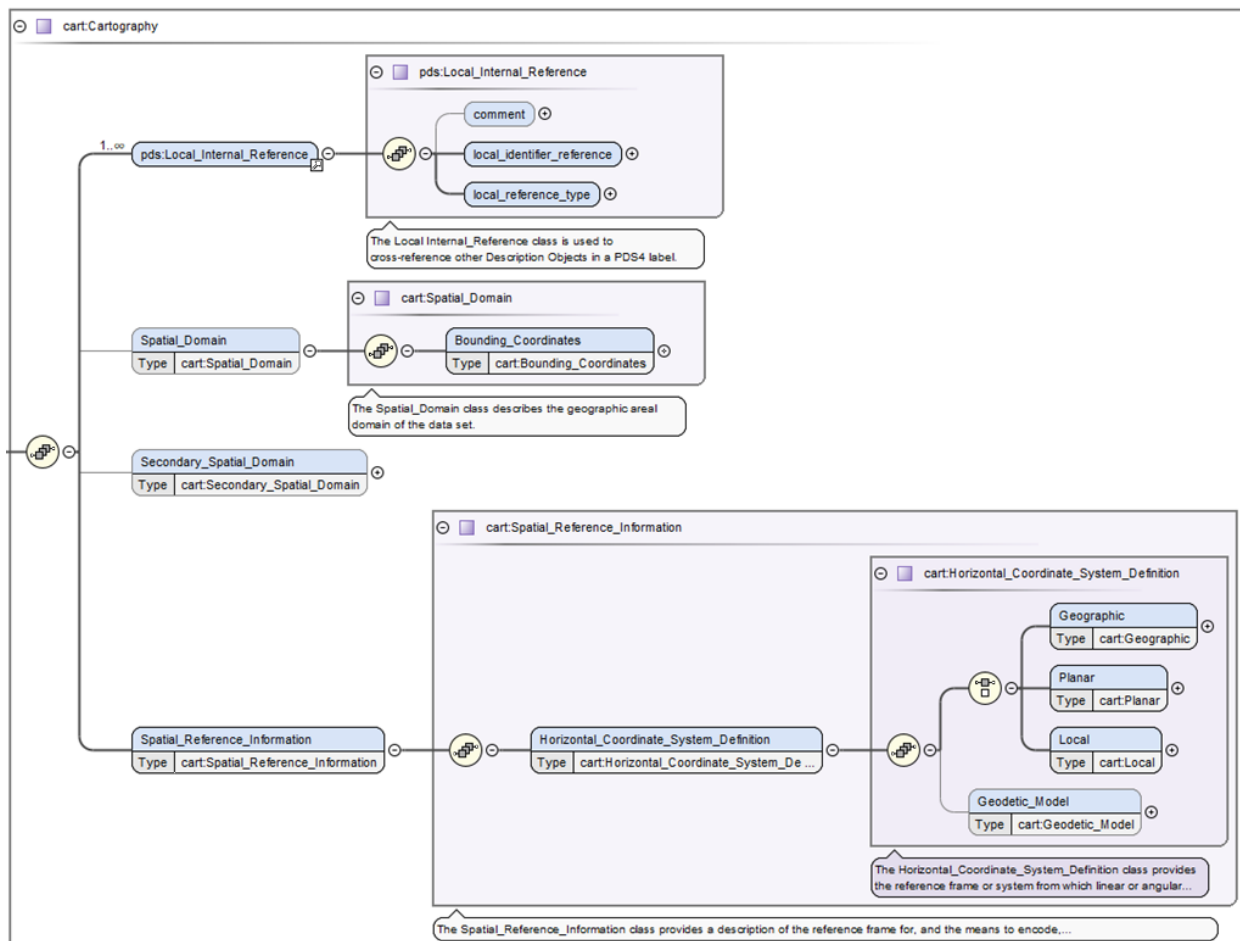 cart:Cartography
pds:Local_Internal_Reference
comment
1..∞
pds:Local_Internal_Reference
local_identifier_reference
local_reference_type
The Local Internal_Reference class is used to
cross-reference other Description Objects in a PDS4 label.
cart:Spatial_Domain
Spatial_Domain
Type cart:Spatial_Domain
Bounding_Coordinates
Type cart:Bounding_Coordinates
The Spatial_Domain class describes the geographic areal
domain of the data set.
Secondary_Spatial_Domain
Type cart:Secondary_Spatial_Domain
cart:Spatial_Reference_Information
cart:Horizontal_Coordinate_System_Definition
Geographic
Type cart:Geographic
Planar
Type cart:Planar
Spatial_Reference_Information
Type cart:Spatial_Reference_Information
Horizontal_Coordinate_System_Definition
Type cart:Horizontal_Coordinate_System_De ...
Local
Type cart:Local
Geodetic_Model
Type cart:Geodetic_Model
The Horizontal_Coordinate_System_Definition class provides
the reference frame or system from which linear or angular...
The Spatial_Reference_Information class provides a description of the reference frame for, and the means to encode,...